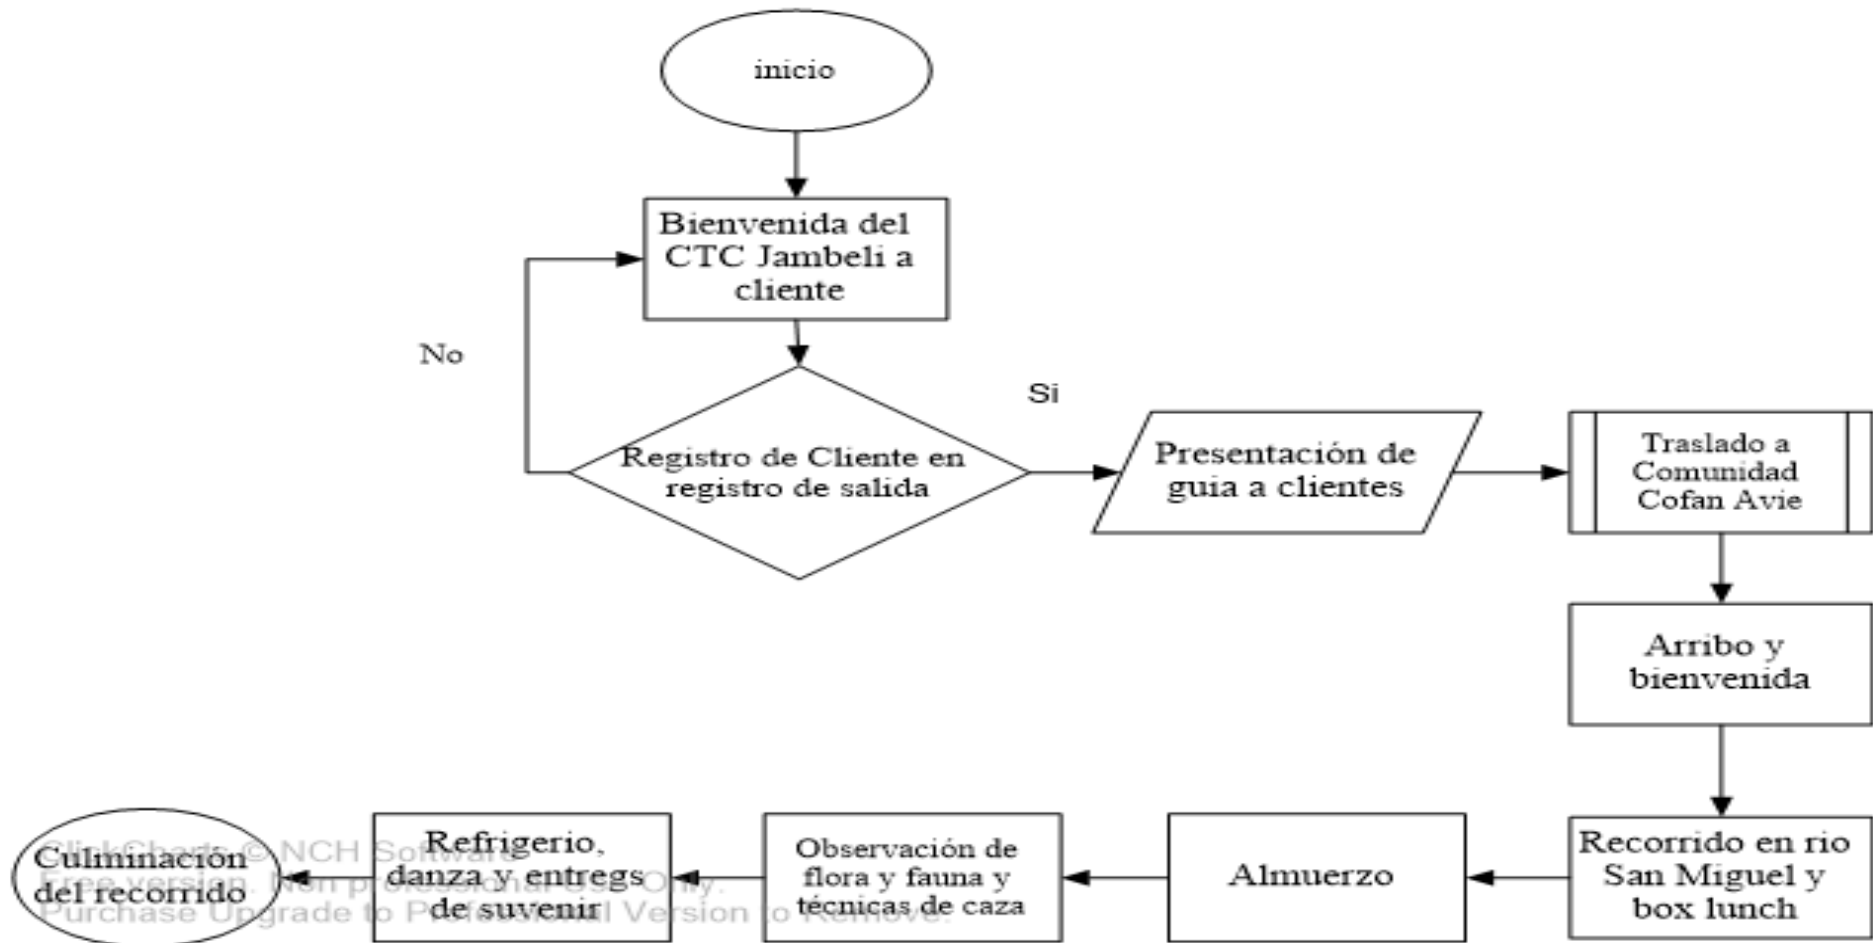 inicio
Bienvenida del
CTC Jambeli a
cliente
No
Si
Registro de Cliente en
registro de salida
Presentación de
guia a clientes
Traslado a
Comunidad
Cofan Avie
Arribo y
bienvenida
Recorrido en rio
San Miguel y
box lunch
Almuerzo
Observación de
flora y fauna y
técnicas de caza
Refrigerio,
danza y entregs
de suvenir
Culminación
del recorrido
ClickCharts © NCH Software
Free version. Non professional Use Only.
Purchase Upgrade to Professional Version to Remove.